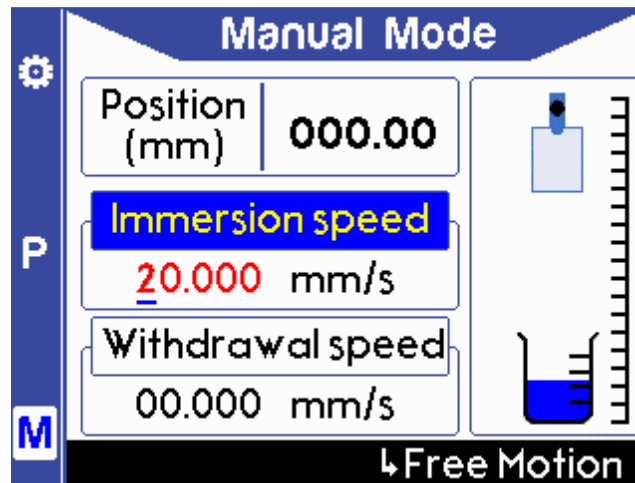 Manual Mode
Position
(mm)
000.00
Immersion speed
20.000 mm/s
P
Withdrawal speed
00.000 mm/s
M
↳Free Motion